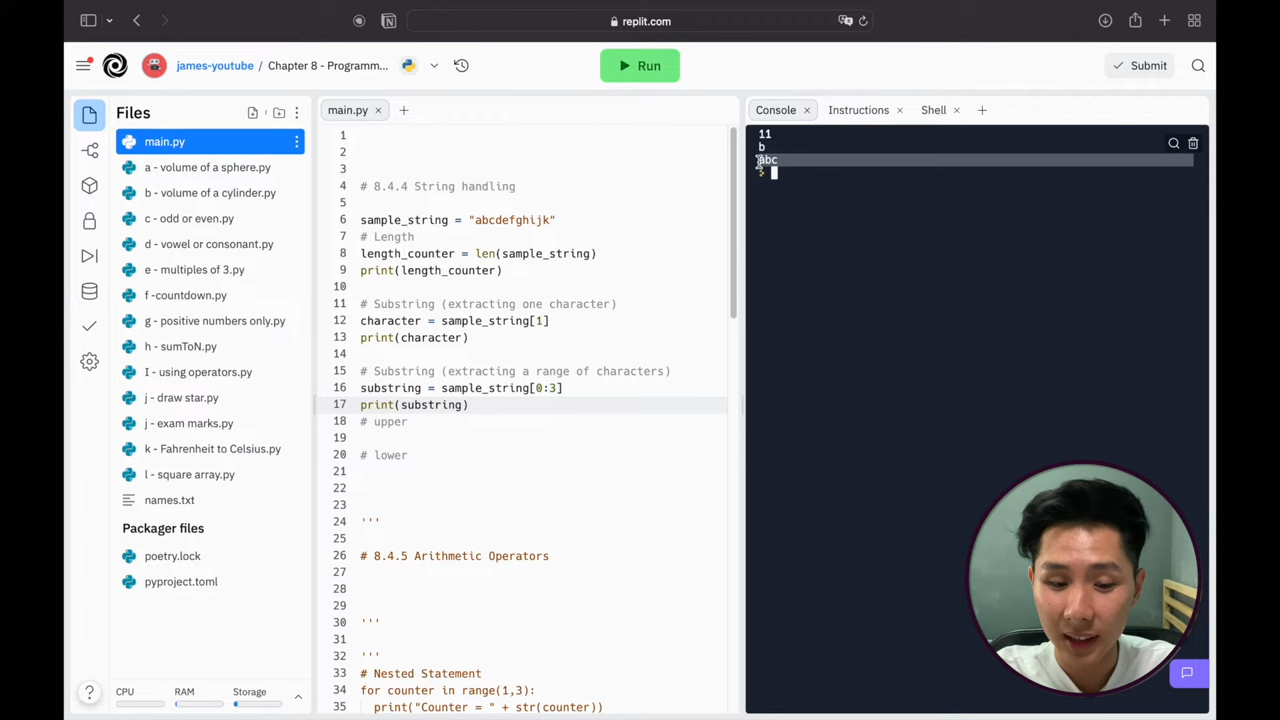 replit.com
james-youtube / Chapter 8 - Programm...
Run
Submit
Files
main.py
a - volume of a sphere.py
b - volume of a cylinder.py
c - odd or even.py
d - vowel or consonant.py
e - multiples of 3.py
f -countdown.py
g - positive numbers only.py
h - sumToN.py
I - using operators.py
j - draw star.py
j - exam marks.py
k - Fahrenheit to Celsius.py
l - square array.py
names.txt
Packager files
poetry.lock
pyproject.toml
CPU RAM Storage
?
main.py × +
1
2
3
4 # 8.4.4 String handling
5
6 sample_string = "abcdefghijk"
7 # Length
8 length_counter = len(sample_string)
9 print(length_counter)
10
11 # Substring (extracting one character)
12 character = sample_string[1]
13 print(character)
14
15 # Substring (extracting a range of characters)
16 substring = sample_string[0:3]
17 print(substring)
18 # upper
19
20 # lower
21
22
23
24 '''
25
26 # 8.4.5 Arithmetic Operators
27
28
29
30 '''
31
32 '''
33 # Nested Statement
34 for counter in range(1,3):
35 print("Counter = " + str(counter))
Console × Instructions × Shell × +
11
b
abc